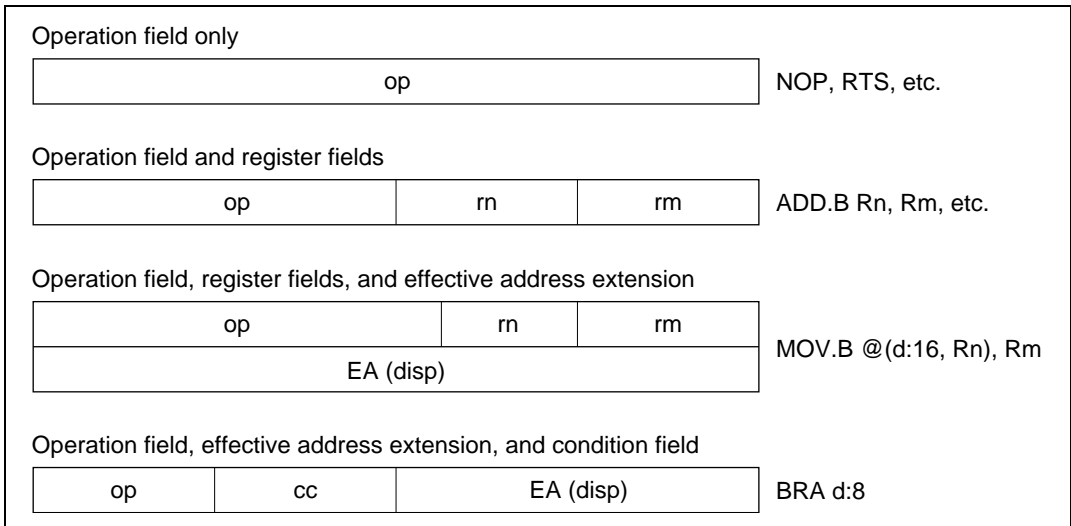 Operation field only
op
NOP, RTS, etc.
Operation field and register fields
op rn rm
ADD.B Rn, Rm, etc.
Operation field, register fields, and effective address extension
op rn rm
EA (disp)
MOV.B @(d:16, Rn), Rm
Operation field, effective address extension, and condition field
op cc EA (disp)
BRA d:8